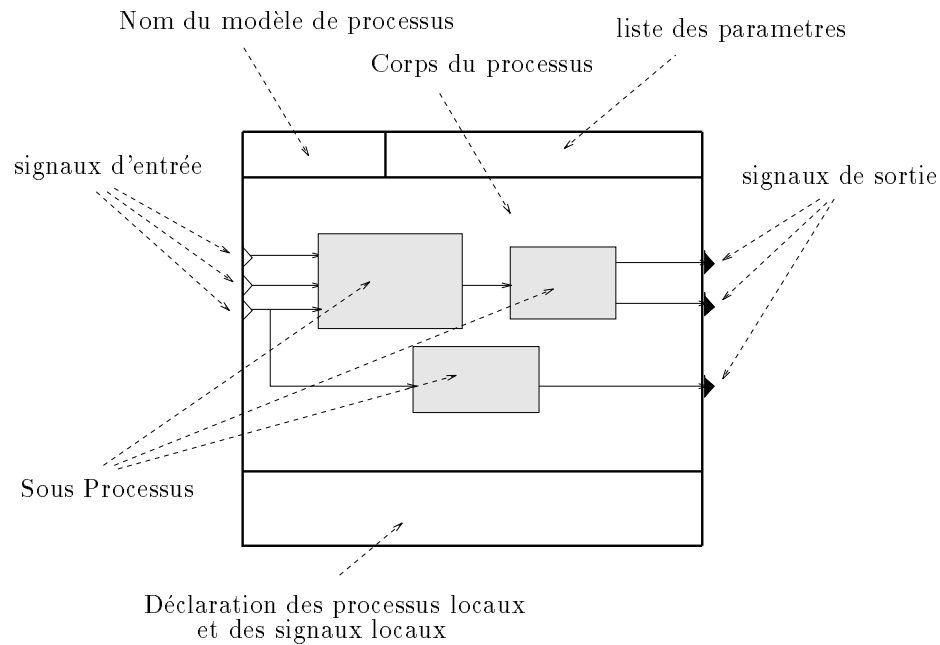 Nom du modèle de processus
liste des parametres
Corps du processus
signaux d'entrée
signaux de sortie
Sous Processus
Déclaration des processus locaux
et des signaux locaux